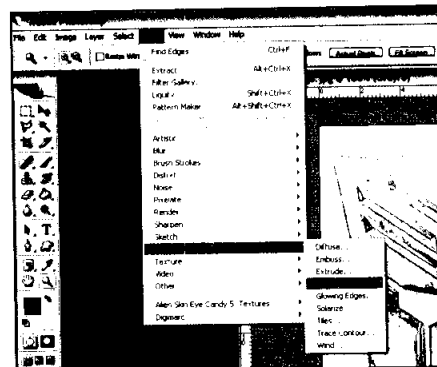 File Edit Image Layer Select View Window Help
Resize Win
Actual Pixels Fit Screen
Find Edges Ctrl+F
Extract... Alt+Ctrl+X
Filter Gallery...
Liquify... Shift+Ctrl+X
Pattern Maker... Alt+Shift+Ctrl+X
Artistic
Blur
Brush Strokes
Distort
Noise
Pixelate
Render
Sharpen
Sketch
Texture
Video
Other
Alien Skin Eye Candy 5: Textures
Digimarc
Diffuse...
Emboss...
Extrude...
Glowing Edges...
Solarize
Tiles...
Trace Contour...
Wind...